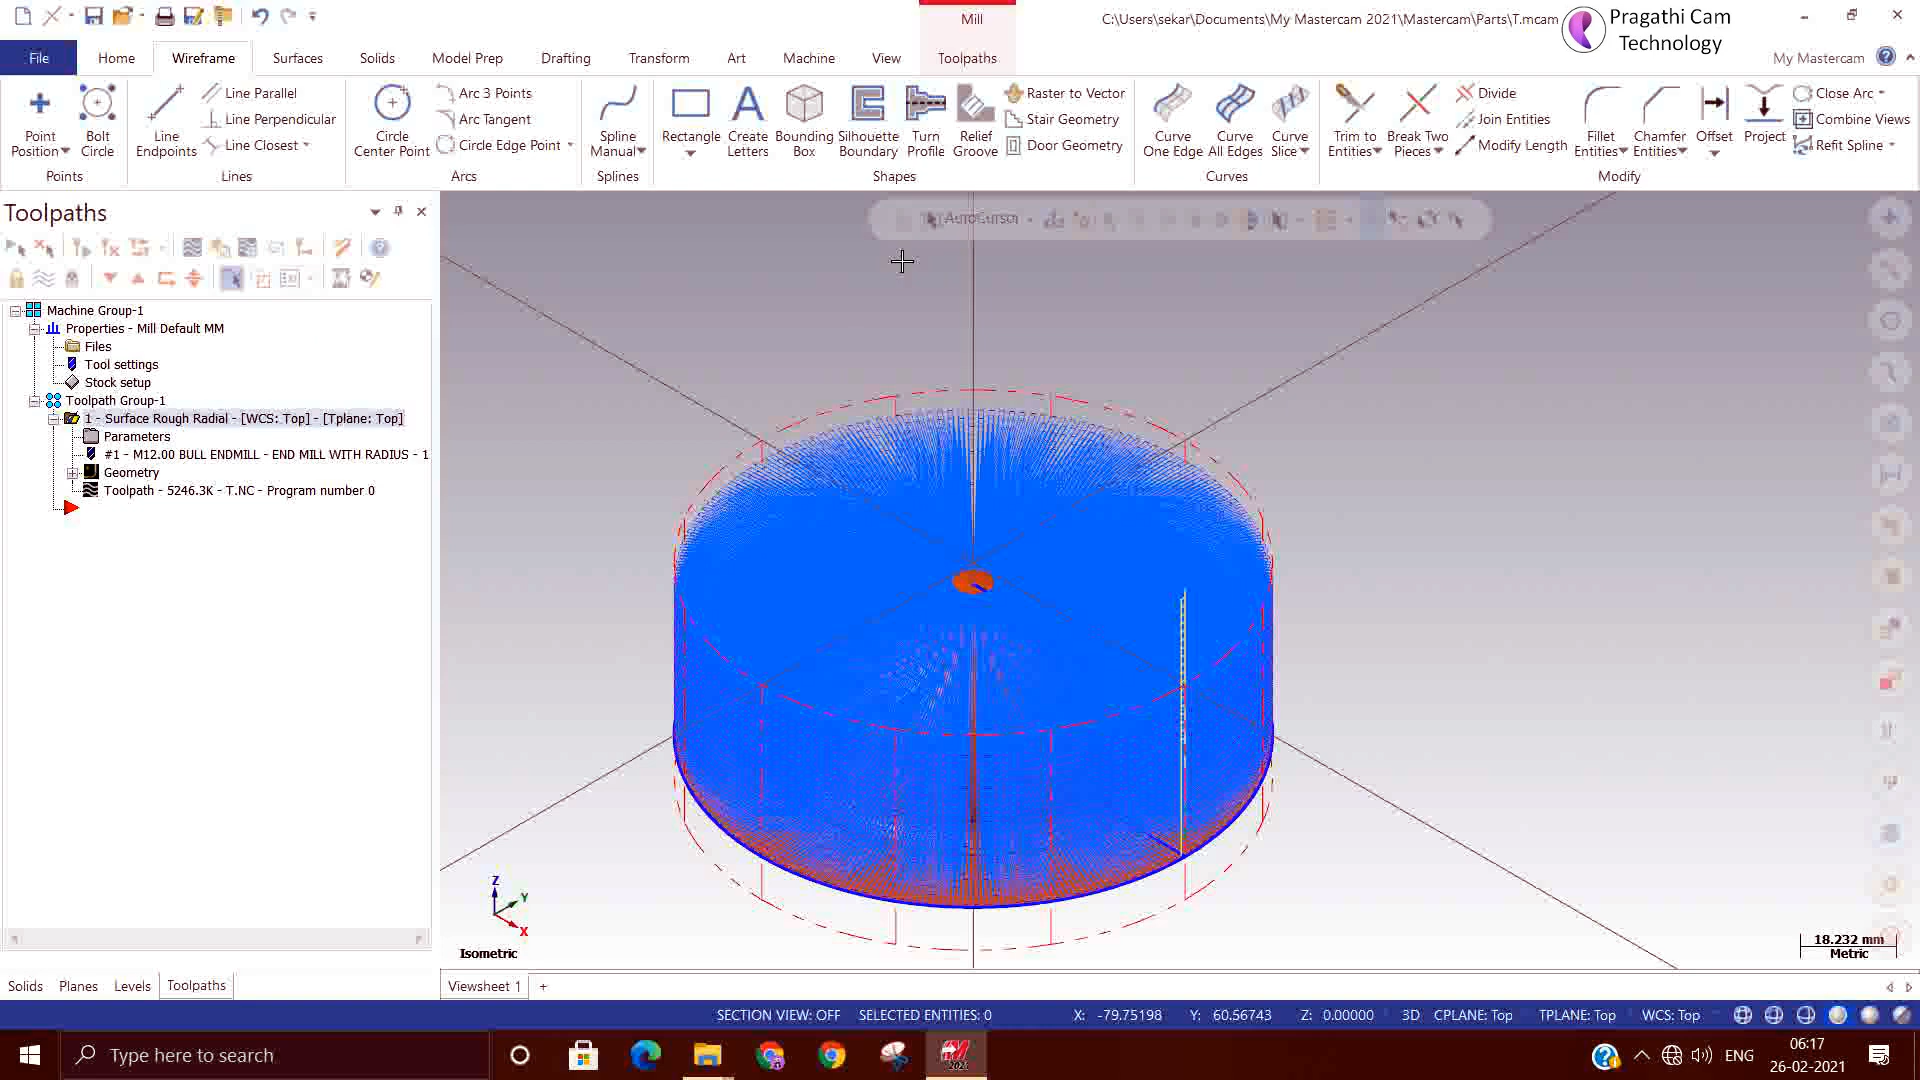 Mill
C:\Users\sekar\Documents\My Mastercam 2021\Mastercam\Parts\T.mcam
Pragathi Cam
Technology
File
Home
Wireframe
Surfaces
Solids
Model Prep
Drafting
Transform
Art
Machine
View
Toolpaths
My Mastercam
Point
Position
Bolt
Circle
Points
Line
Endpoints
Line Parallel
Line Perpendicular
Line Closest
Lines
Circle
Center Point
Arc 3 Points
Arc Tangent
Circle Edge Point
Arcs
Spline
Manual
Splines
Rectangle
Create
Letters
Bounding
Box
Silhouette
Boundary
Turn
Profile
Relief
Groove
Raster to Vector
Stair Geometry
Door Geometry
Shapes
Curve
One Edge
Curve
All Edges
Curve
Slice
Curves
Trim to
Entities
Break Two
Pieces
Divide
Join Entities
Modify Length
Fillet
Entities
Chamfer
Entities
Offset
Project
Close Arc
Combine Views
Refit Spline
Modify
Toolpaths
AutoCursor
Machine Group-1
Properties - Mill Default MM
Files
Tool settings
Stock setup
Toolpath Group-1
1 - Surface Rough Radial - [WCS: Top] - [Tplane: Top]
Parameters
#1 - M12.00 BULL ENDMILL - END MILL WITH RADIUS - 1
Geometry
Toolpath - 5246.3K - T.NC - Program number 0
Z
Y
X
Isometric
18.232 mm
Metric
Solids
Planes
Levels
Toolpaths
Viewsheet 1
+
SECTION VIEW: OFF
SELECTED ENTITIES: 0
X: -79.75198
Y: 60.56743
Z: 0.00000
3D
CPLANE: Top
TPLANE: Top
WCS: Top
Type here to search
2021
ENG
06:17
26-02-2021